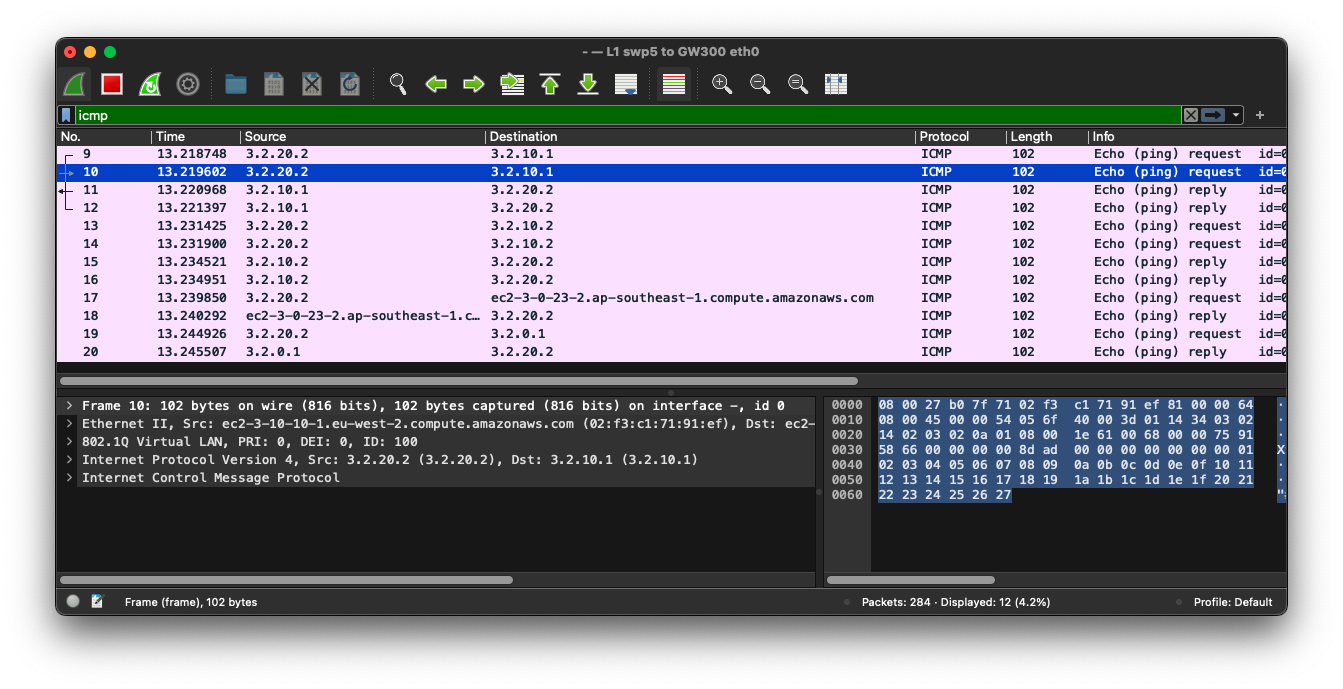 - — L1 swp5 to GW300 eth0
icmp
+
No. Time Source Destination Protocol Length Info
9 13.218748 3.2.20.2 3.2.10.1 ICMP 102 Echo (ping) request id=0
10 13.219602 3.2.20.2 3.2.10.1 ICMP 102 Echo (ping) request id=0
11 13.220968 3.2.10.1 3.2.20.2 ICMP 102 Echo (ping) reply id=0
12 13.221397 3.2.10.1 3.2.20.2 ICMP 102 Echo (ping) reply id=0
13 13.231425 3.2.20.2 3.2.10.2 ICMP 102 Echo (ping) request id=0
14 13.231900 3.2.20.2 3.2.10.2 ICMP 102 Echo (ping) request id=0
15 13.234521 3.2.10.2 3.2.20.2 ICMP 102 Echo (ping) reply id=0
16 13.234951 3.2.10.2 3.2.20.2 ICMP 102 Echo (ping) reply id=0
17 13.239850 3.2.20.2 ec2-3-0-23-2.ap-southeast-1.compute.amazonaws.com ICMP 102 Echo (ping) request id=0
18 13.240292 ec2-3-0-23-2.ap-southeast-1.c… 3.2.20.2 ICMP 102 Echo (ping) reply id=0
19 13.244926 3.2.20.2 3.2.0.1 ICMP 102 Echo (ping) request id=0
20 13.245507 3.2.0.1 3.2.20.2 ICMP 102 Echo (ping) reply id=0
Frame 10: 102 bytes on wire (816 bits), 102 bytes captured (816 bits) on interface -, id 0
Ethernet II, Src: ec2-3-10-10-1.eu-west-2.compute.amazonaws.com (02:f3:c1:71:91:ef), Dst: ec2-
802.1Q Virtual LAN, PRI: 0, DEI: 0, ID: 100
Internet Protocol Version 4, Src: 3.2.20.2 (3.2.20.2), Dst: 3.2.10.1 (3.2.10.1)
Internet Control Message Protocol
0000 08 00 27 b0 7f 71 02 f3 c1 71 91 ef 81 00 00 64 ·
0010 08 00 45 00 00 54 05 6f 40 00 3d 01 14 34 03 02 ·
0020 14 02 03 02 0a 01 08 00 1e 61 00 68 00 00 75 91 ·
0030 58 66 00 00 00 00 8d ad 00 00 00 00 00 00 00 01 X
0040 02 03 04 05 06 07 08 09 0a 0b 0c 0d 0e 0f 10 11 ·
0050 12 13 14 15 16 17 18 19 1a 1b 1c 1d 1e 1f 20 21 ·
0060 22 23 24 25 26 27 "#
Frame (frame), 102 bytes Packets: 284 · Displayed: 12 (4.2%) Profile: Default